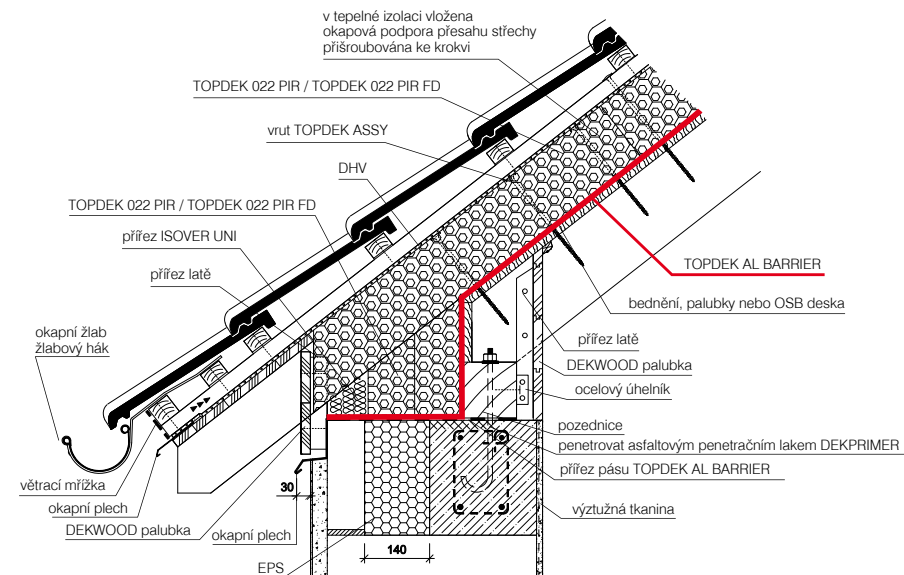 v tepelné izolaci vložena
okapová podpora přesahu střechy
přišroubována ke krokvi
TOPDEK 022 PIR / TOPDEK 022 PIR FD
vrut TOPDEK ASSY
DHV
TOPDEK 022 PIR / TOPDEK 022 PIR FD
přířez ISOVER UNI
přířez latě
okapní žlab
žlabový hák
TOPDEK AL BARRIER
bednění, palubky nebo OSB deska
přířez latě
DEKWOOD palubka
ocelový úhelník
pozednice
penetrovat asfaltovým penetračním lakem DEKPRIMER
přířez pásu TOPDEK AL BARRIER
výztužná tkanina
větrací mřížka
okapní plech
DEKWOOD palubka
30
okapní plech
140
EPS